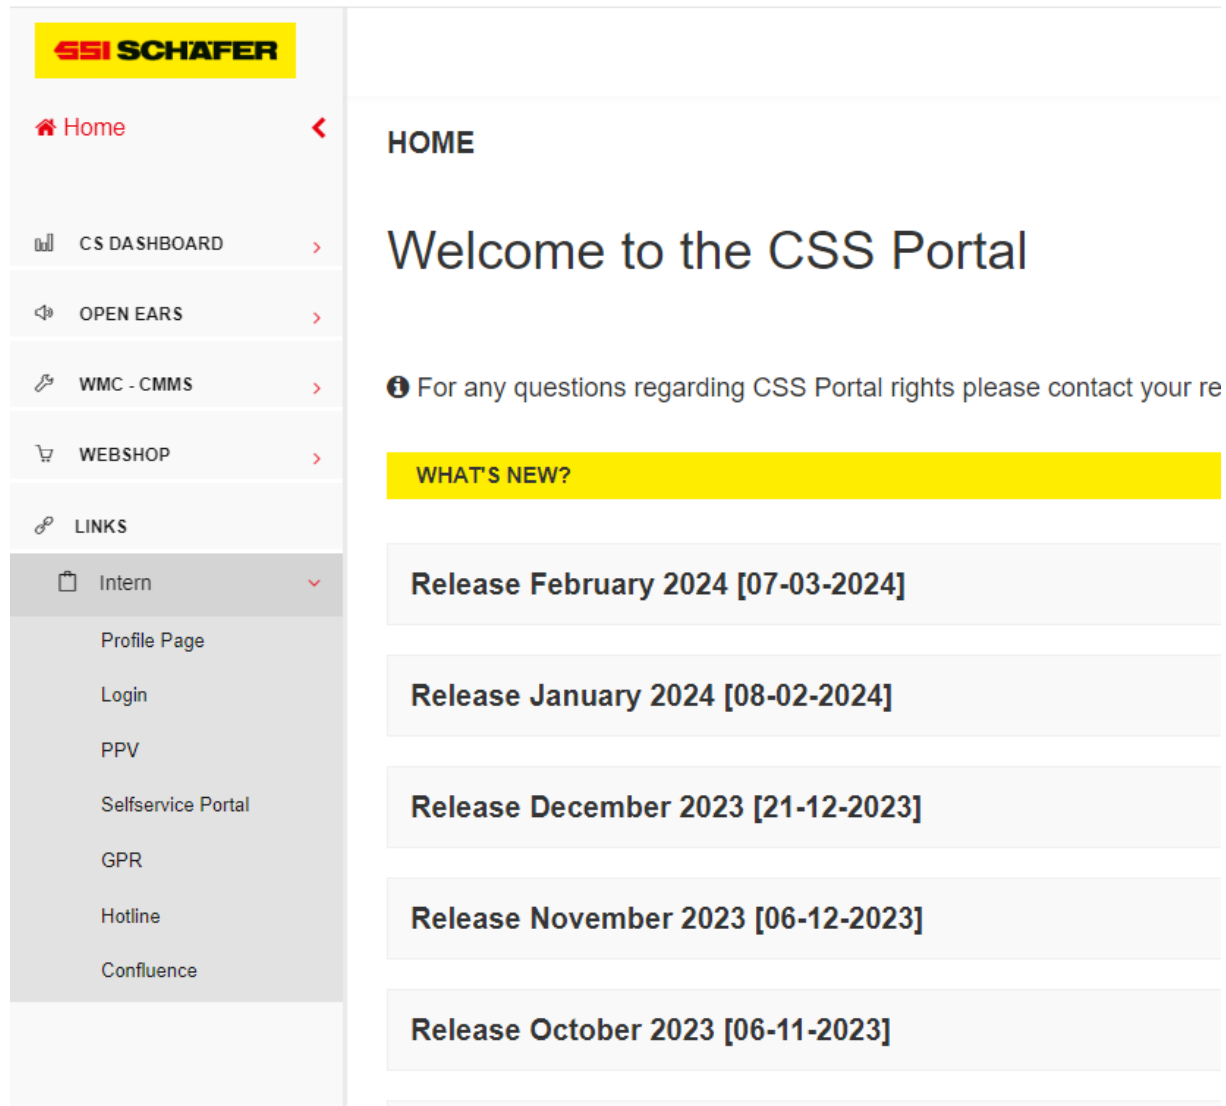 SSI SCHÄFER
Home
CS DASHBOARD
OPEN EARS
WMC - CMMS
WEBSHOP
LINKS
Intern
Profile Page
Login
PPV
Selfservice Portal
GPR
Hotline
Confluence
HOME
Welcome to the CSS Portal
For any questions regarding CSS Portal rights please contact your re
WHAT'S NEW?
Release February 2024 [07-03-2024]
Release January 2024 [08-02-2024]
Release December 2023 [21-12-2023]
Release November 2023 [06-12-2023]
Release October 2023 [06-11-2023]